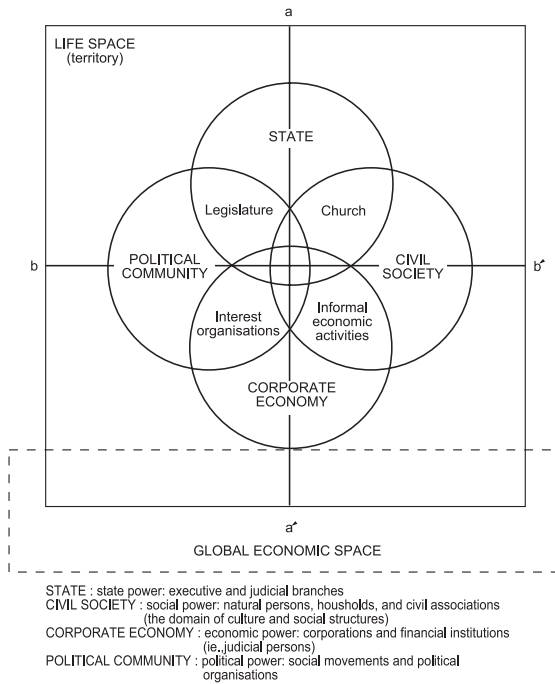 a
LIFE SPACE
(territory)
STATE
Legislature
Church
b
POLITICAL
COMMUNITY
CIVIL
SOCIETY
b´
Interest
organisations
Informal
economic
activities
CORPORATE
ECONOMY
a´
GLOBAL ECONOMIC SPACE
STATE : state power: executive and judicial branches
CIVIL SOCIETY : social power: natural persons, housholds, and civil associations
(the domain of culture and social structures)
CORPORATE ECONOMY : economic power: corporations and financial institutions
(ie.,judicial persons)
POLITICAL COMMUNITY : political power: social movements and political
organisations